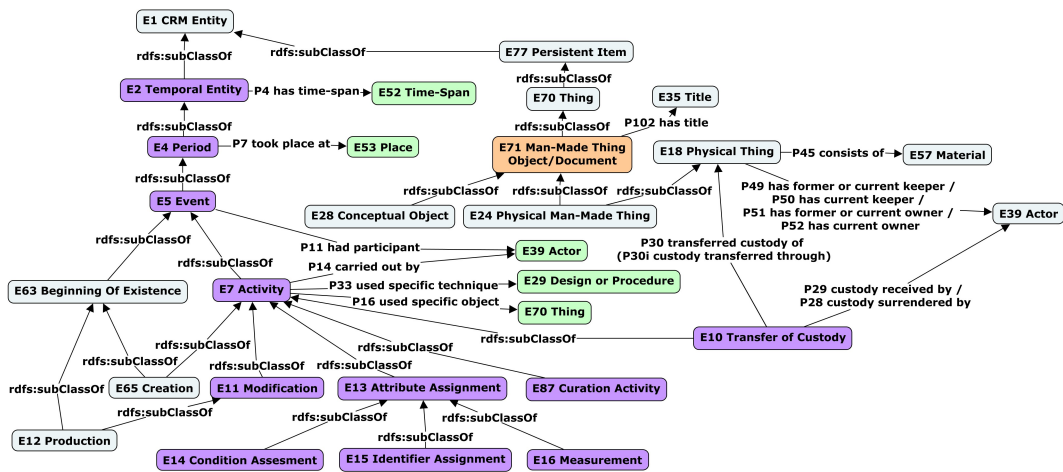 E1 CRM Entity
rdfs:subClassOf
rdfs:subClassOf
E77 Persistent Item
rdfs:subClassOf
E2 Temporal Entity
P4 has time-span
E52 Time-Span
E70 Thing
E35 Title
rdfs:subClassOf
rdfs:subClassOf
P102 has title
E4 Period
P7 took place at
E53 Place
E71 Man-Made Thing
Object/Document
E18 Physical Thing
P45 consists of
E57 Material
rdfs:subClassOf
rdfs:subClassOf
rdfs:subClassOf
rdfs:subClassOf
P49 has former or current keeper /
P50 has current keeper /
P51 has former or current owner /
P52 has current owner
E5 Event
E28 Conceptual Object
E24 Physical Man-Made Thing
E39 Actor
P11 had participant
E39 Actor
P30 transferred custody of
(P30i custody transferred through)
rdfs:subClassOf
rdfs:subClassOf
P14 carried out by
E63 Beginning Of Existence
E7 Activity
P33 used specific technique
E29 Design or Procedure
P16 used specific object
E70 Thing
P29 custody received by /
P28 custody surrendered by
rdfs:subClassOf
E10 Transfer of Custody
rdfs:subClassOf
rdfs:subClassOf
rdfs:subClassOf
rdfs:subClassOf
rdfs:subClassOf
rdfs:subClassOf
rdfs:subClassOf
E65 Creation
E11 Modification
E13 Attribute Assignment
E87 Curation Activity
rdfs:subClassOf
E12 Production
rdfs:subClassOf
rdfs:subClassOf
rdfs:subClassOf
E14 Condition Assesment
E15 Identifier Assignment
E16 Measurement